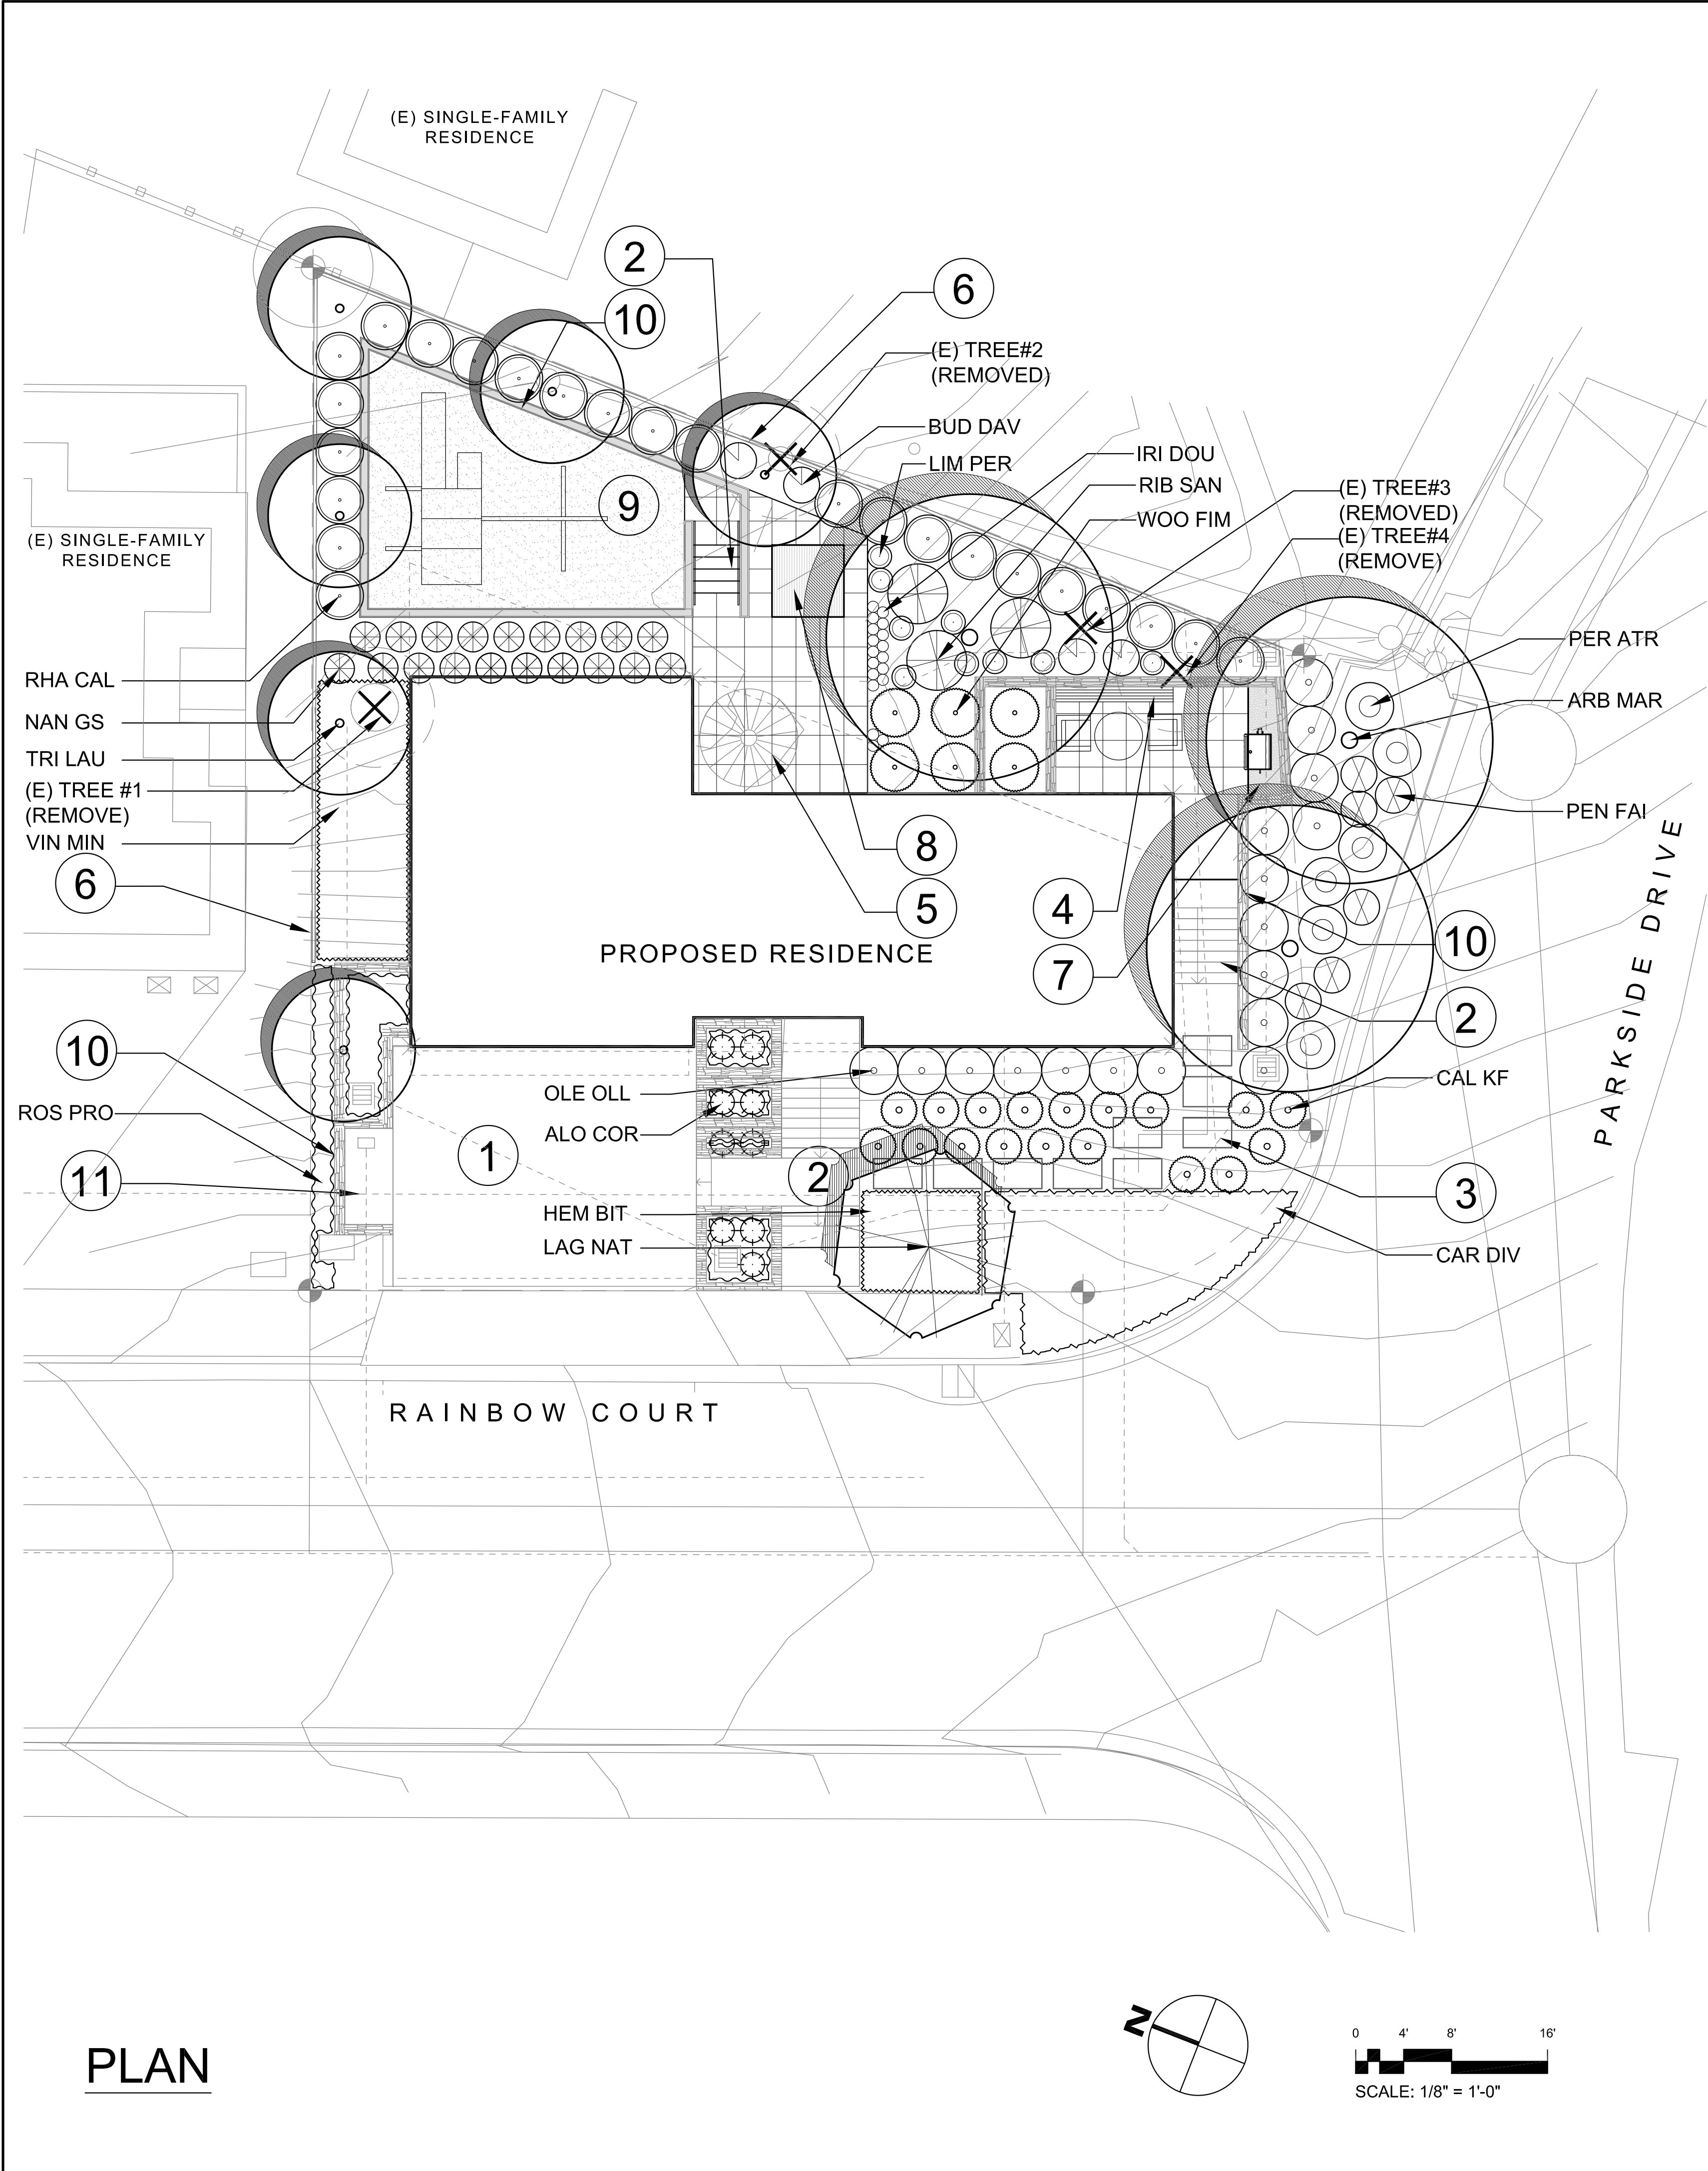 (E) SINGLE-FAMILY
RESIDENCE
2
10
6
(E) TREE#2
(REMOVED)
BUD DAV
LIM PER
IRI DOU
RIB SAN
WOO FIM
(E) TREE#3
(REMOVED)
(E) TREE#4
(REMOVE)
9
(E) SINGLE-FAMILY
RESIDENCE
PER ATR
ARB MAR
PEN FAI
RHA CAL
NAN GS
TRI LAU
(E) TREE #1
(REMOVE)
VIN MIN
6
8
5
4
7
PROPOSED RESIDENCE
10
2
PARKSIDE DRIVE
10
ROS PRO
11
1
OLE OLL
ALO COR
2
HEM BIT
LAG NAT
CAL KF
3
CAR DIV
RAINBOW COURT
PLAN
N
0 4' 8' 16'
SCALE: 1/8" = 1'-0"